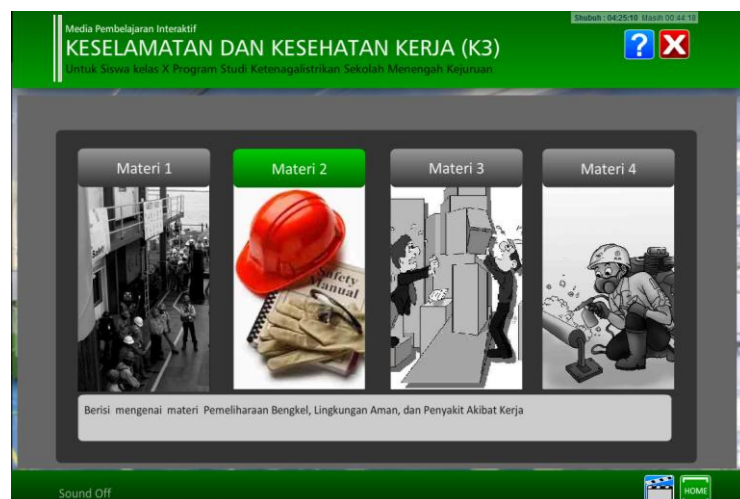 Shubuh : 04:25:10 Masih 00:44:18
Media Pembelajaran Interaktif
KESELAMATAN DAN KESEHATAN KERJA (K3)
Untuk Siswa kelas X Program Studi Ketenagalistrikan Sekolah Menengah Kejuruan
?
X
Materi 1
Materi 2
Materi 3
Materi 4
Safety
Manual
Berisi mengenai materi Pemeliharaan Bengkel, Lingkungan Aman, dan Penyakit Akibat Kerja
Sound Off
HOME